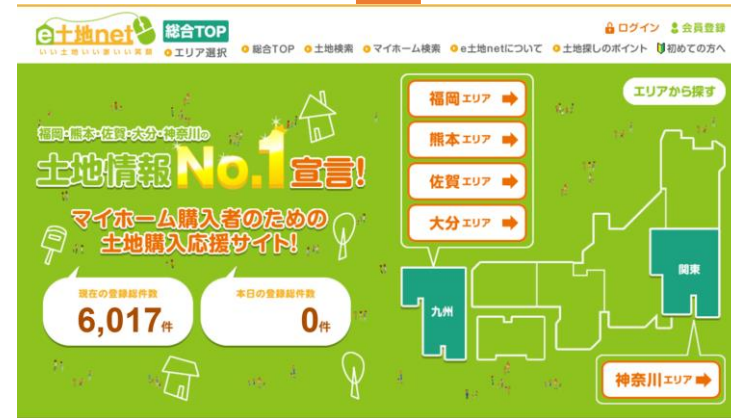 e土地net
いい土地いい家いい笑顔
総合TOP
エリア選択
ログイン
会員登録
総合TOP
土地検索
マイホーム検索
e土地netについて
土地探しのポイント
初めての方へ
エリアから探す
福岡・熊本・佐賀・大分・神奈川の
土地情報No.1宣言!
マイホーム購入者のための
土地購入応援サイト!
現在の登録総件数
6,017件
本日の登録総件数
0件
福岡エリア
熊本エリア
佐賀エリア
大分エリア
九州
関東
神奈川エリア